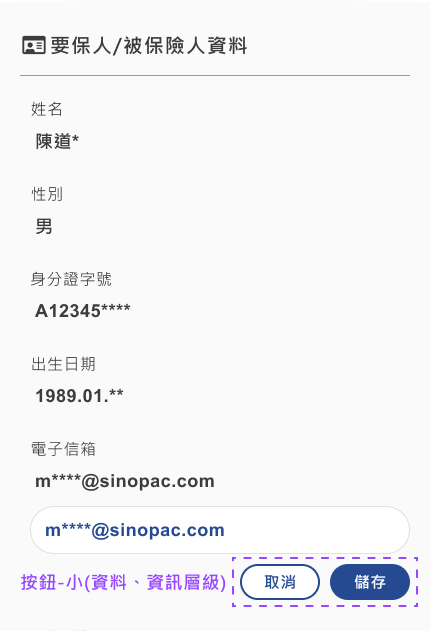 要保人/被保險人資料
姓名
陳道*
性別
男
身分證字號
A12345****
出生日期
1989.01.**
電子信箱
m****@sinopac.com
m****@sinopac.com
按鈕-小(資料、資訊層級) 取消 儲存